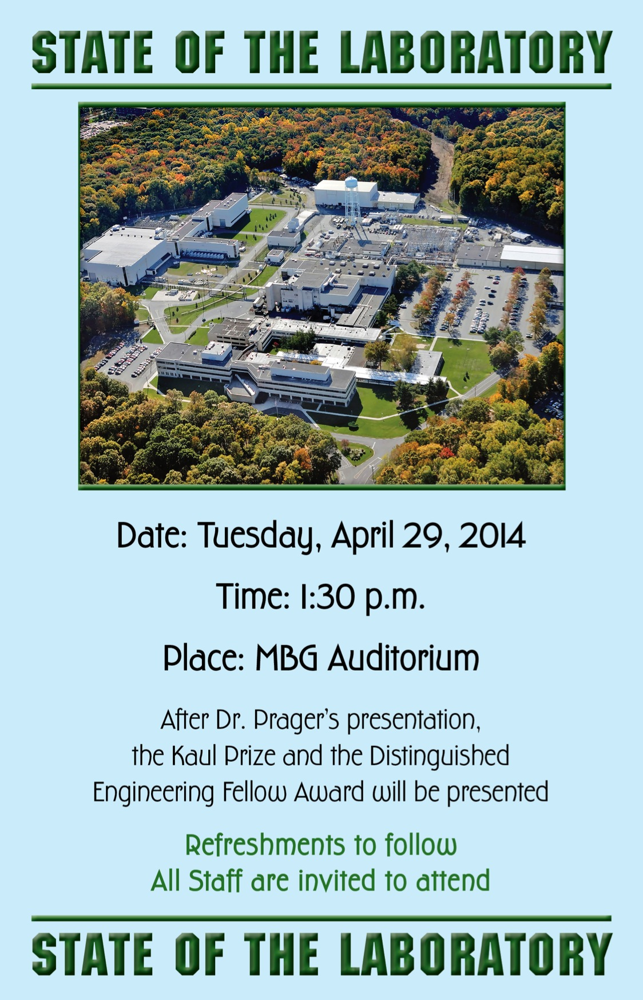 STATE OF THE LABORATORY
Date: Tuesday, April 29, 2014
Time: 1:30 p.m.
Place: MBG Auditorium
After Dr. Prager's presentation,
the Kaul Prize and the Distinguished
Engineering Fellow Award will be presented
Refreshments to follow
All Staff are invited to attend
STATE OF THE LABORATORY